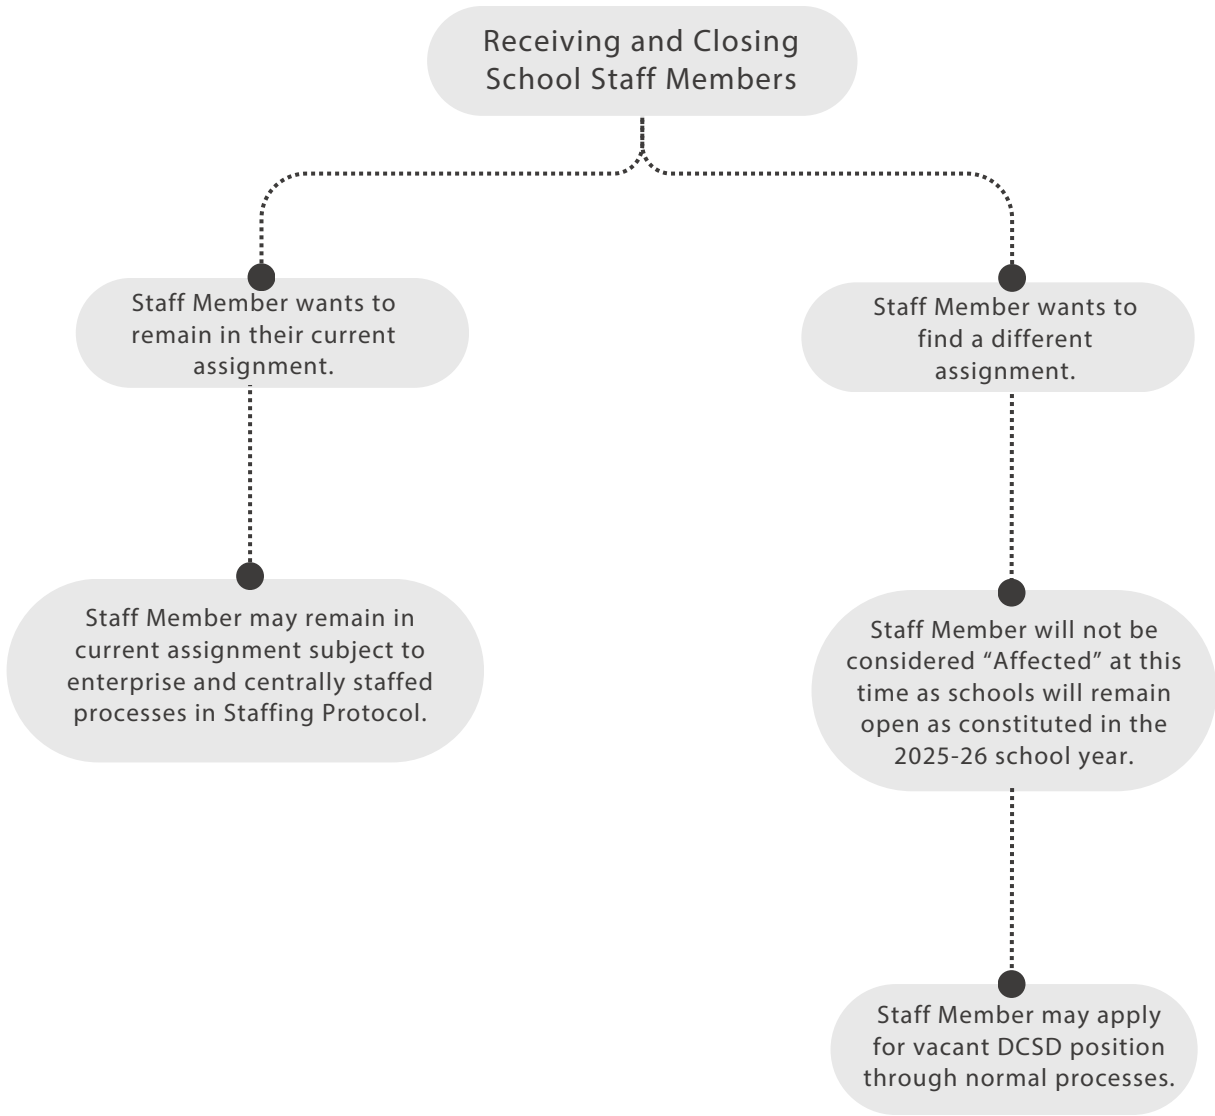 Receiving and Closing
School Staff Members
Staff Member wants to
remain in their current
assignment.
Staff Member wants to
find a different
assignment.
Staff Member may remain in
current assignment subject to
enterprise and centrally staffed
processes in Staffing Protocol.
Staff Member will not be
considered “Affected” at this
time as schools will remain
open as constituted in the
2025-26 school year.
Staff Member may apply
for vacant DCSD position
through normal processes.